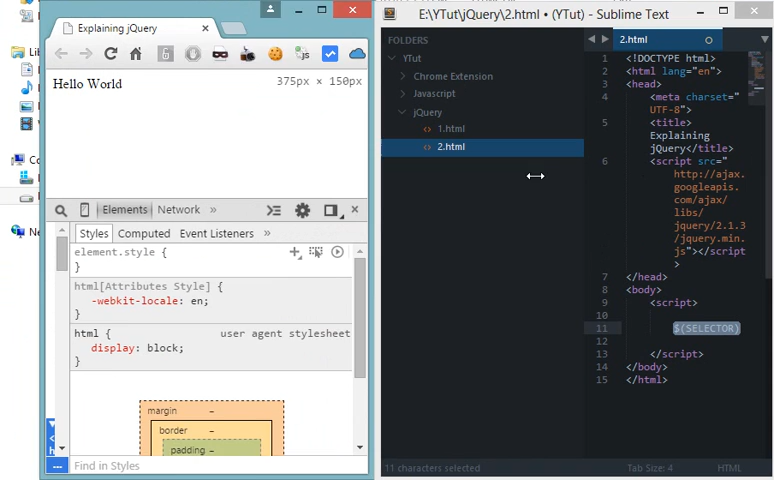 Explaining jQuery
Hello World
375px × 150px
Elements
Network
»
Styles
Computed
Event Listeners
»
element.style {
}
html[Attributes Style] {
-webkit-locale: en;
}
html {
user agent stylesheet
display: block;
}
margin
–
border
–
padding
–
Find in Styles
E:\YTut\jQuery\2.html • (YTut) - Sublime Text
FOLDERS
YTut
Chrome Extension
Javascript
jQuery
<> 1.html
<> 2.html
2.html
1 <!DOCTYPE html>
2 <html lang="en">
3 <head>
4 <meta charset="
UTF-8">
5 <title>
Explaining
jQuery</title>
6 <script src="
http://ajax.
googleapis.
com/ajax/
libs/
jquery/2.1.3
/jquery.min.
js"></script
>
7 </head>
8 <body>
9 <script>
10
11 $(SELECTOR)
12
13 </script>
14 </body>
15 </html>
11 characters selected
Tab Size: 4
HTML